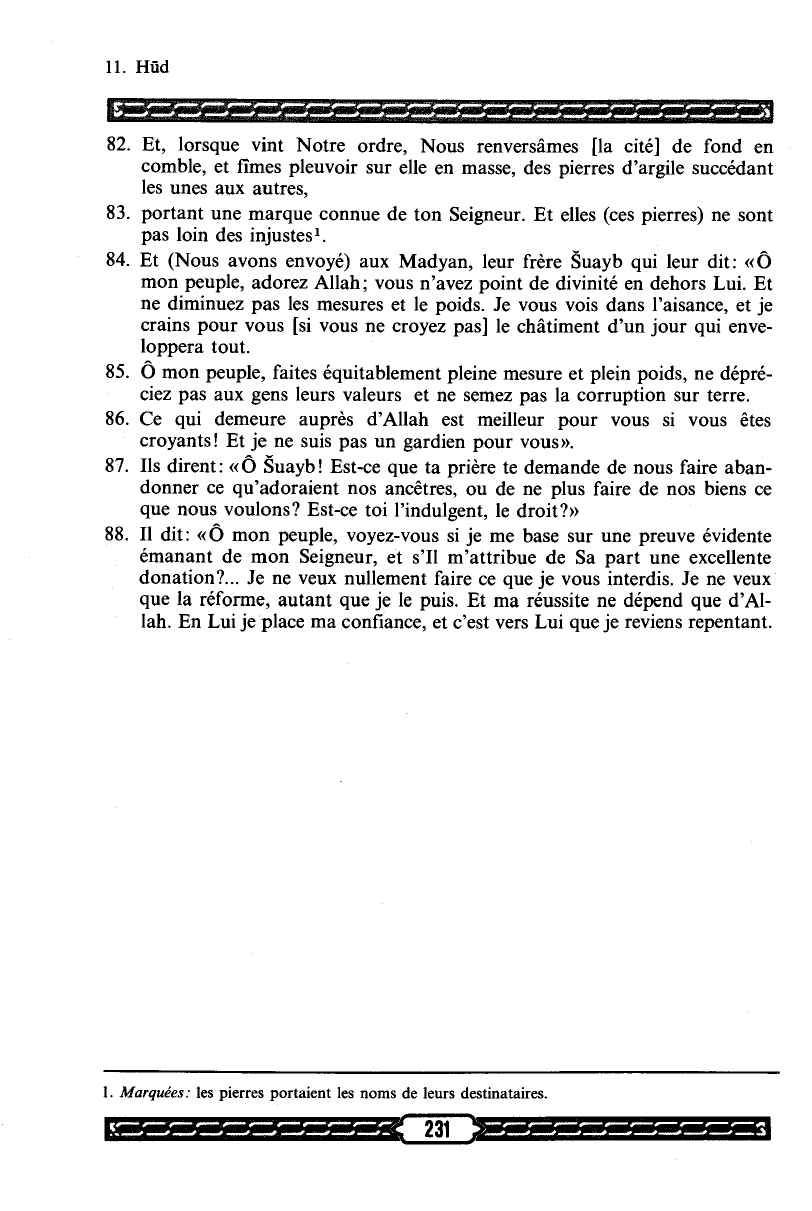 11. Hūd
82. Et, lorsque vint Notre ordre, Nous renversâmes [la cité] de fond en
comble, et fîmes pleuvoir sur elle en masse, des pierres d'argile succédant
les unes aux autres,
83. portant une marque connue de ton Seigneur. Et elles (ces pierres) ne sont
pas loin des injustes¹.
84. Et (Nous avons envoyé) aux Madyan, leur frère Šuayb qui leur dit: «Ô
mon peuple, adorez Allah; vous n'avez point de divinité en dehors Lui. Et
ne diminuez pas les mesures et le poids. Je vous vois dans l'aisance, et je
crains pour vous [si vous ne croyez pas] le châtiment d'un jour qui enve-
loppera tout.
85. Ô mon peuple, faites équitablement pleine mesure et plein poids, ne dépré-
ciez pas aux gens leurs valeurs et ne semez pas la corruption sur terre.
86. Ce qui demeure auprès d'Allah est meilleur pour vous si vous êtes
croyants! Et je ne suis pas un gardien pour vous».
87. Ils dirent: «Ô Šuayb! Est-ce que ta prière te demande de nous faire aban-
donner ce qu'adoraient nos ancêtres, ou de ne plus faire de nos biens ce
que nous voulons? Est-ce toi l'indulgent, le droit?»
88. Il dit: «Ô mon peuple, voyez-vous si je me base sur une preuve évidente
émanant de mon Seigneur, et s'Il m'attribue de Sa part une excellente
donation?... Je ne veux nullement faire ce que je vous interdis. Je ne veux
que la réforme, autant que je le puis. Et ma réussite ne dépend que d'Al-
lah. En Lui je place ma confiance, et c'est vers Lui que je reviens repentant.
1. Marquées: les pierres portaient les noms de leurs destinataires.
231